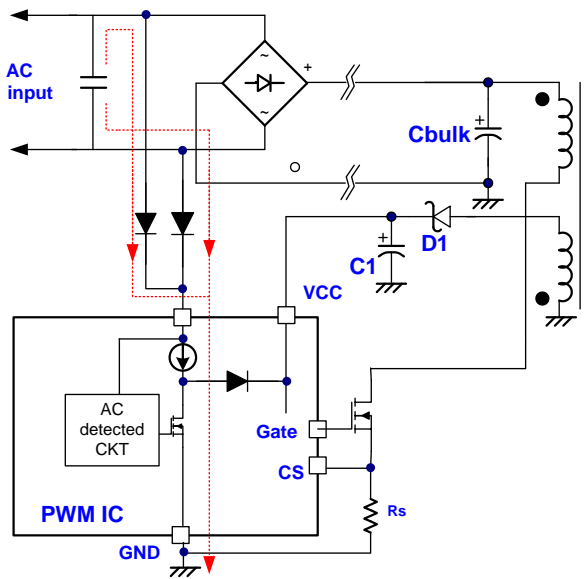 AC
input
~
+
~
+
Cbulk
+
C1
D1
VCC
AC
detected
CKT
Gate
CS
PWM IC
Rs
GND